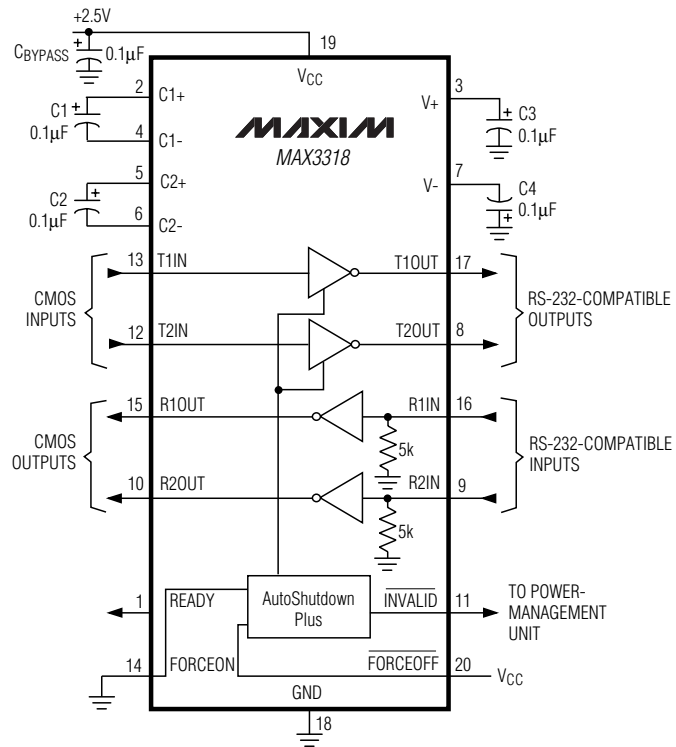 +2.5V
CBYPASS 0.1μF
19
VCC
2 C1+
C1 0.1μF
4 C1-
5 C2+
C2 0.1μF
6 C2-
MAXIM
MAX3318
3
V+
C3
0.1μF
7
V-
C4
0.1μF
CMOS
INPUTS
13 T1IN T1OUT 17
12 T2IN T2OUT 8
RS-232-COMPATIBLE
OUTPUTS
CMOS
OUTPUTS
15 R1OUT R1IN 16
5k
10 R2OUT R2IN 9
5k
RS-232-COMPATIBLE
INPUTS
1 READY
AutoShutdown
Plus
INVALID 11
TO POWER-
MANAGEMENT
UNIT
14 FORCEON
FORCEOFF 20 VCC
GND
18